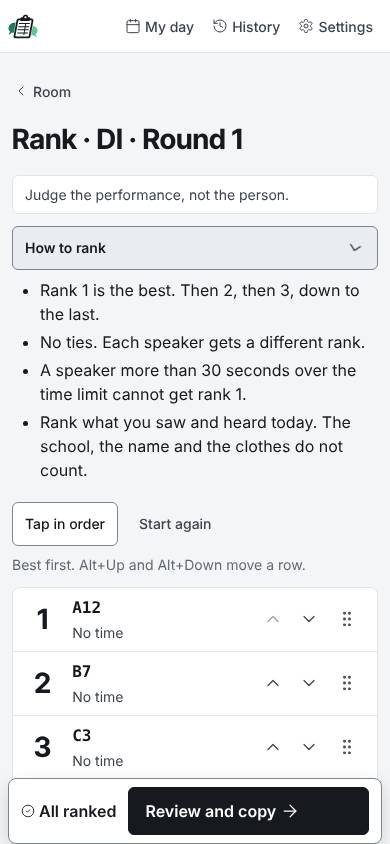 My day History Settings
Room
Rank · DI · Round 1
Judge the performance, not the person.
How to rank
• Rank 1 is the best. Then 2, then 3, down to
the last.
• No ties. Each speaker gets a different rank.
• A speaker more than 30 seconds over the
time limit cannot get rank 1.
• Rank what you saw and heard today. The
school, the name and the clothes do not
count.
Tap in order Start again
Best first. Alt+Up and Alt+Down move a row.
1 A12
No time
2 B7
No time
3 C3
No time
All ranked Review and copy →